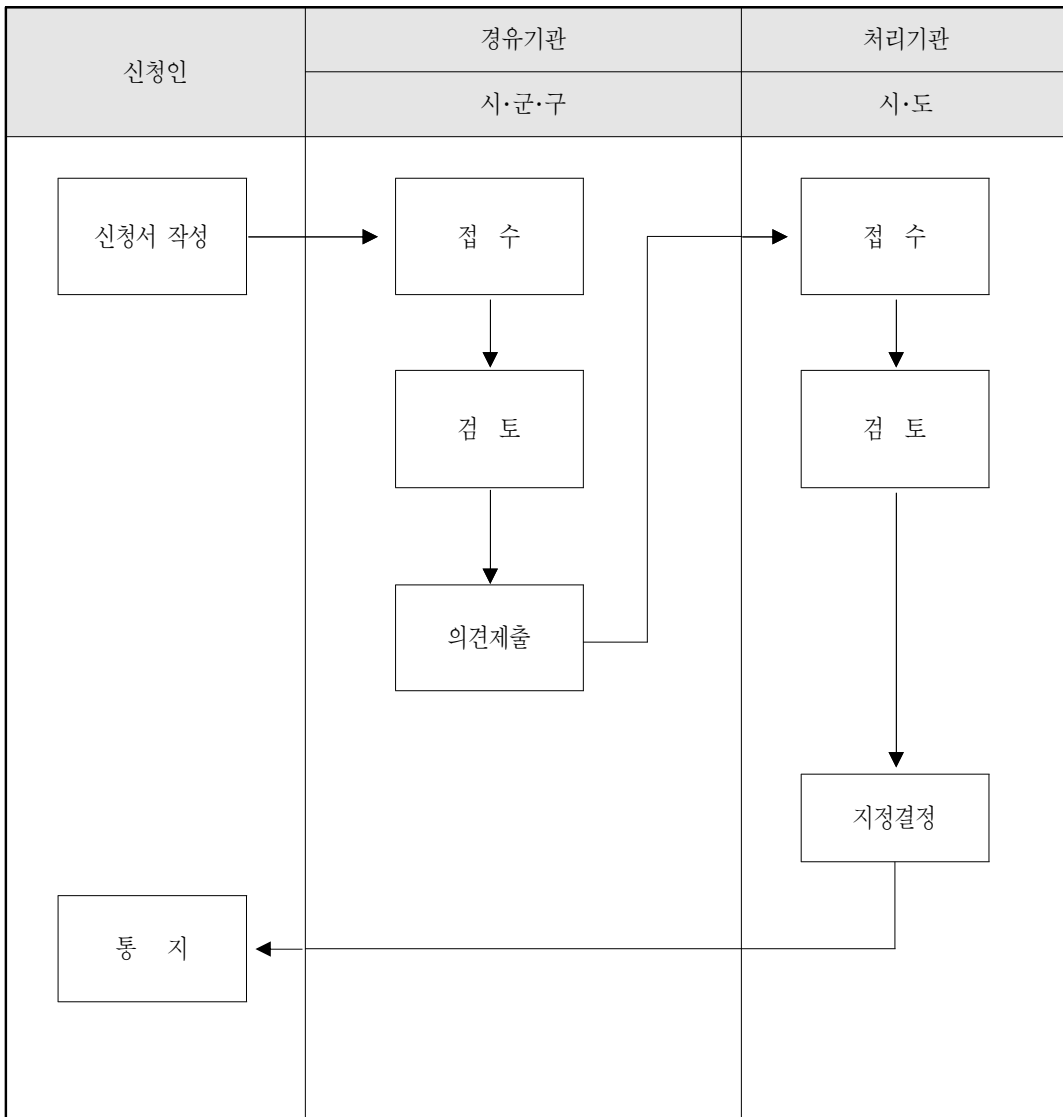 신청인
경유기관
처리기관
시·군·구
시·도
신청서 작성
접 수
접 수
검 토
검 토
의견제출
지정결정
통 지